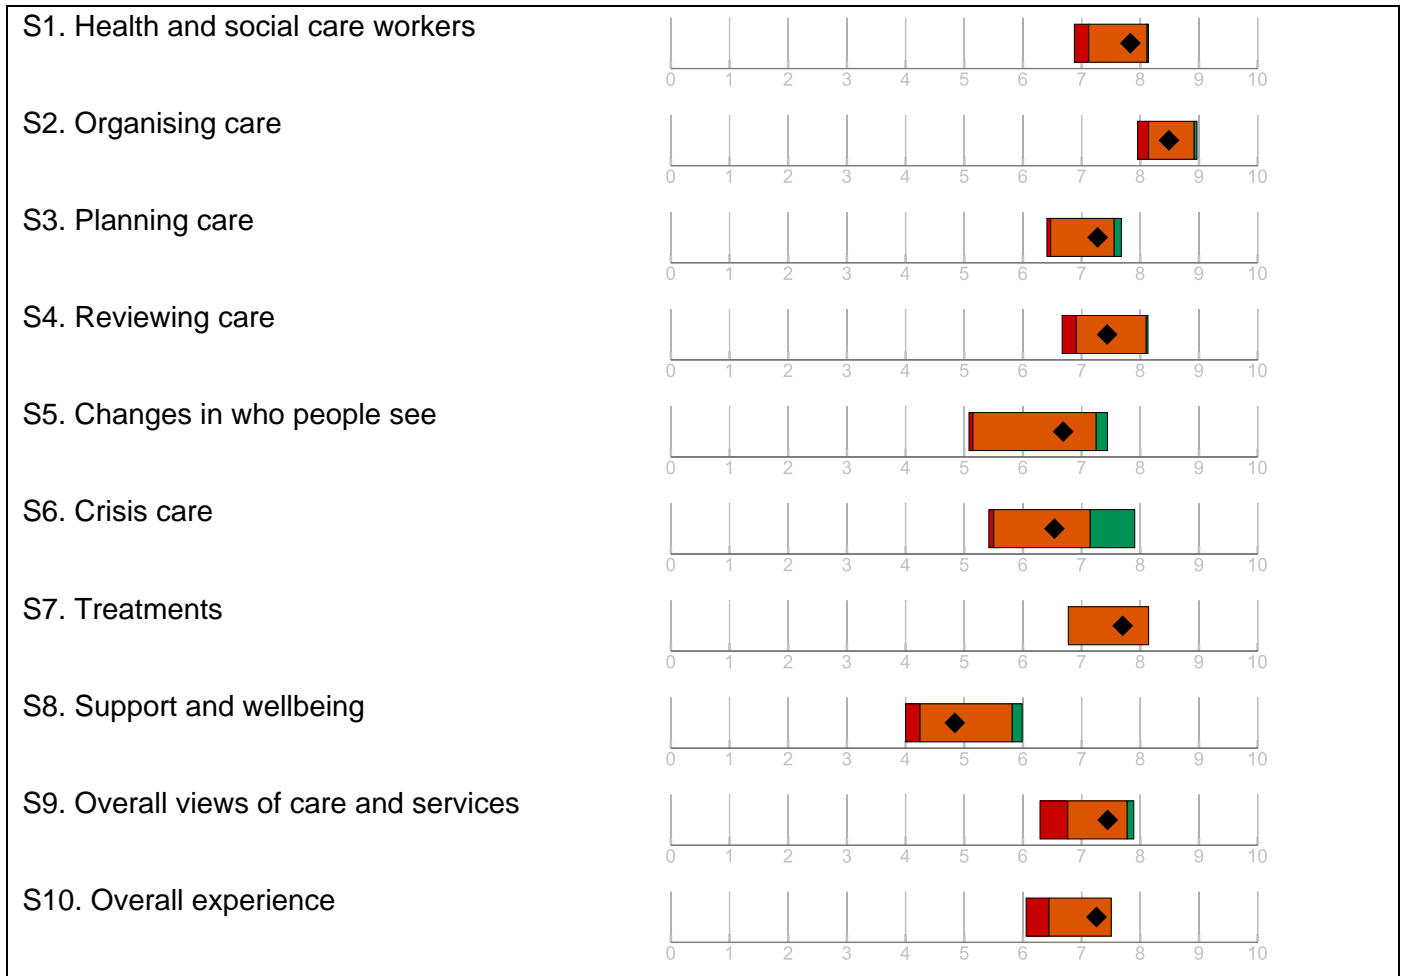 S1. Health and social care workers
0 1 2 3 4 5 6 7 8 9 10
S2. Organising care
0 1 2 3 4 5 6 7 8 9 10
S3. Planning care
0 1 2 3 4 5 6 7 8 9 10
S4. Reviewing care
0 1 2 3 4 5 6 7 8 9 10
S5. Changes in who people see
0 1 2 3 4 5 6 7 8 9 10
S6. Crisis care
0 1 2 3 4 5 6 7 8 9 10
S7. Treatments
0 1 2 3 4 5 6 7 8 9 10
S8. Support and wellbeing
0 1 2 3 4 5 6 7 8 9 10
S9. Overall views of care and services
0 1 2 3 4 5 6 7 8 9 10
S10. Overall experience
0 1 2 3 4 5 6 7 8 9 10